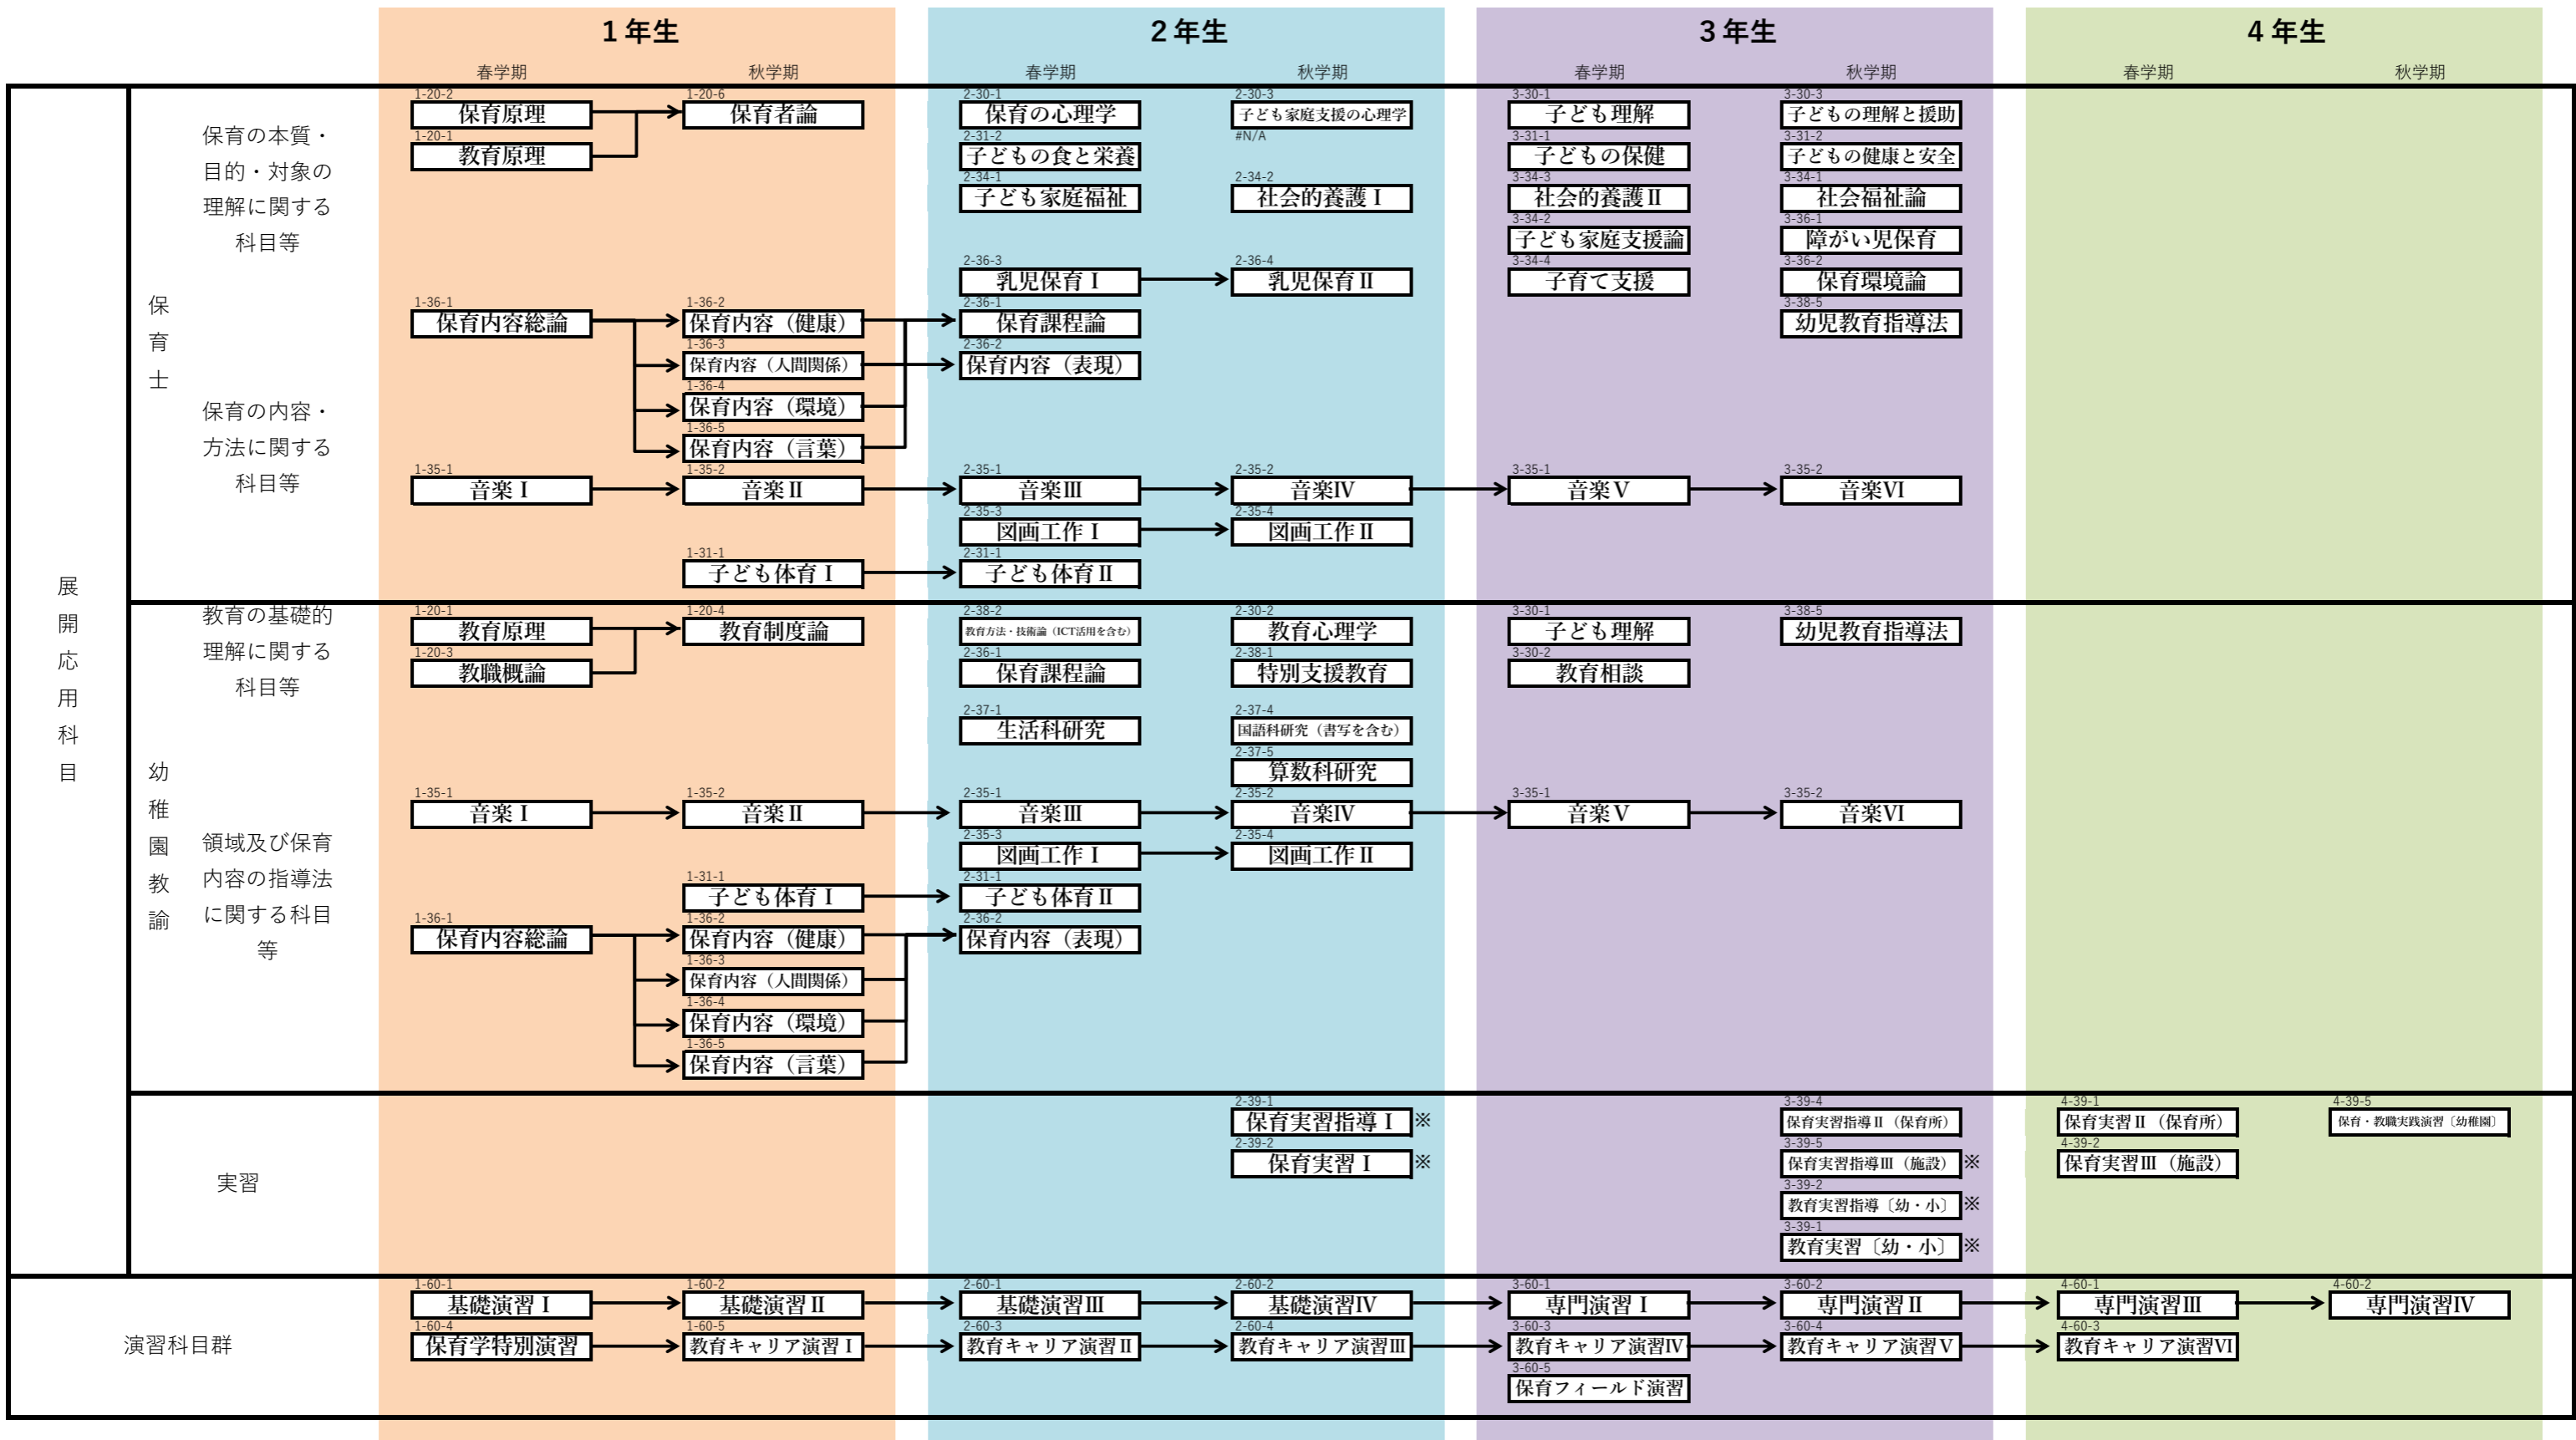 1年生
2年生
3年生
4年生
春学期
秋学期
春学期
秋学期
春学期
秋学期
春学期
秋学期
展開応用科目
保育士
保育の本質・
目的・対象の
理解に関する
科目等
1-20-2
保育原理
1-20-6
保育者論
2-30-1
保育の心理学
2-30-3
子ども家庭支援の心理学
3-30-1
子ども理解
3-30-3
子どもの理解と援助
1-20-1
教育原理
2-31-2
子どもの食と栄養
#N/A
3-31-1
子どもの保健
3-31-2
子どもの健康と安全
2-34-1
子ども家庭福祉
2-34-2
社会的養護Ⅰ
3-34-3
社会的養護Ⅱ
3-34-1
社会福祉論
3-34-2
子ども家庭支援論
3-36-1
障がい児保育
2-36-3
乳児保育Ⅰ
2-36-4
乳児保育Ⅱ
3-34-4
子育て支援
3-36-2
保育環境論
保育の内容・
方法に関する
科目等
1-36-1
保育内容総論
1-36-2
保育内容（健康）
2-36-1
保育課程論
3-38-5
幼児教育指導法
1-36-3
保育内容（人間関係）
2-36-2
保育内容（表現）
1-36-4
保育内容（環境）
1-36-5
保育内容（言葉）
1-35-1
音楽Ⅰ
1-35-2
音楽Ⅱ
2-35-1
音楽Ⅲ
2-35-2
音楽Ⅳ
3-35-1
音楽Ⅴ
3-35-2
音楽Ⅵ
2-35-3
図画工作Ⅰ
2-35-4
図画工作Ⅱ
1-31-1
子ども体育Ⅰ
2-31-1
子ども体育Ⅱ
幼稚園教諭
教育の基礎的
理解に関する
科目等
1-20-1
教育原理
1-20-4
教育制度論
2-38-2
教育方法・技術論（ICT活用を含む）
2-30-2
教育心理学
3-30-1
子ども理解
3-38-5
幼児教育指導法
1-20-3
教職概論
2-36-1
保育課程論
2-38-1
特別支援教育
3-30-2
教育相談
領域及び保育
内容の指導法
に関する科目
等
2-37-1
生活科研究
2-37-4
国語科研究（書写を含む）
2-37-5
算数科研究
1-35-1
音楽Ⅰ
1-35-2
音楽Ⅱ
2-35-1
音楽Ⅲ
2-35-2
音楽Ⅳ
3-35-1
音楽Ⅴ
3-35-2
音楽Ⅵ
2-35-3
図画工作Ⅰ
2-35-4
図画工作Ⅱ
1-31-1
子ども体育Ⅰ
2-31-1
子ども体育Ⅱ
1-36-1
保育内容総論
1-36-2
保育内容（健康）
2-36-2
保育内容（表現）
1-36-3
保育内容（人間関係）
1-36-4
保育内容（環境）
1-36-5
保育内容（言葉）
実習
2-39-1
保育実習指導Ⅰ※
3-39-4
保育実習指導Ⅱ（保育所）
4-39-1
保育実習Ⅱ（保育所）
4-39-5
保育・教職実践演習〔幼稚園〕
2-39-2
保育実習Ⅰ※
3-39-5
保育実習指導Ⅲ（施設）※
4-39-2
保育実習Ⅲ（施設）
3-39-2
教育実習指導〔幼・小〕※
3-39-1
教育実習〔幼・小〕※
演習科目群
1-60-1
基礎演習Ⅰ
1-60-2
基礎演習Ⅱ
2-60-1
基礎演習Ⅲ
2-60-2
基礎演習Ⅳ
3-60-1
専門演習Ⅰ
3-60-2
専門演習Ⅱ
4-60-1
専門演習Ⅲ
4-60-2
専門演習Ⅳ
1-60-4
保育学特別演習
1-60-5
教育キャリア演習Ⅰ
2-60-3
教育キャリア演習Ⅱ
2-60-4
教育キャリア演習Ⅲ
3-60-3
教育キャリア演習Ⅳ
3-60-4
教育キャリア演習Ⅴ
4-60-3
教育キャリア演習Ⅵ
3-60-5
保育フィールド演習